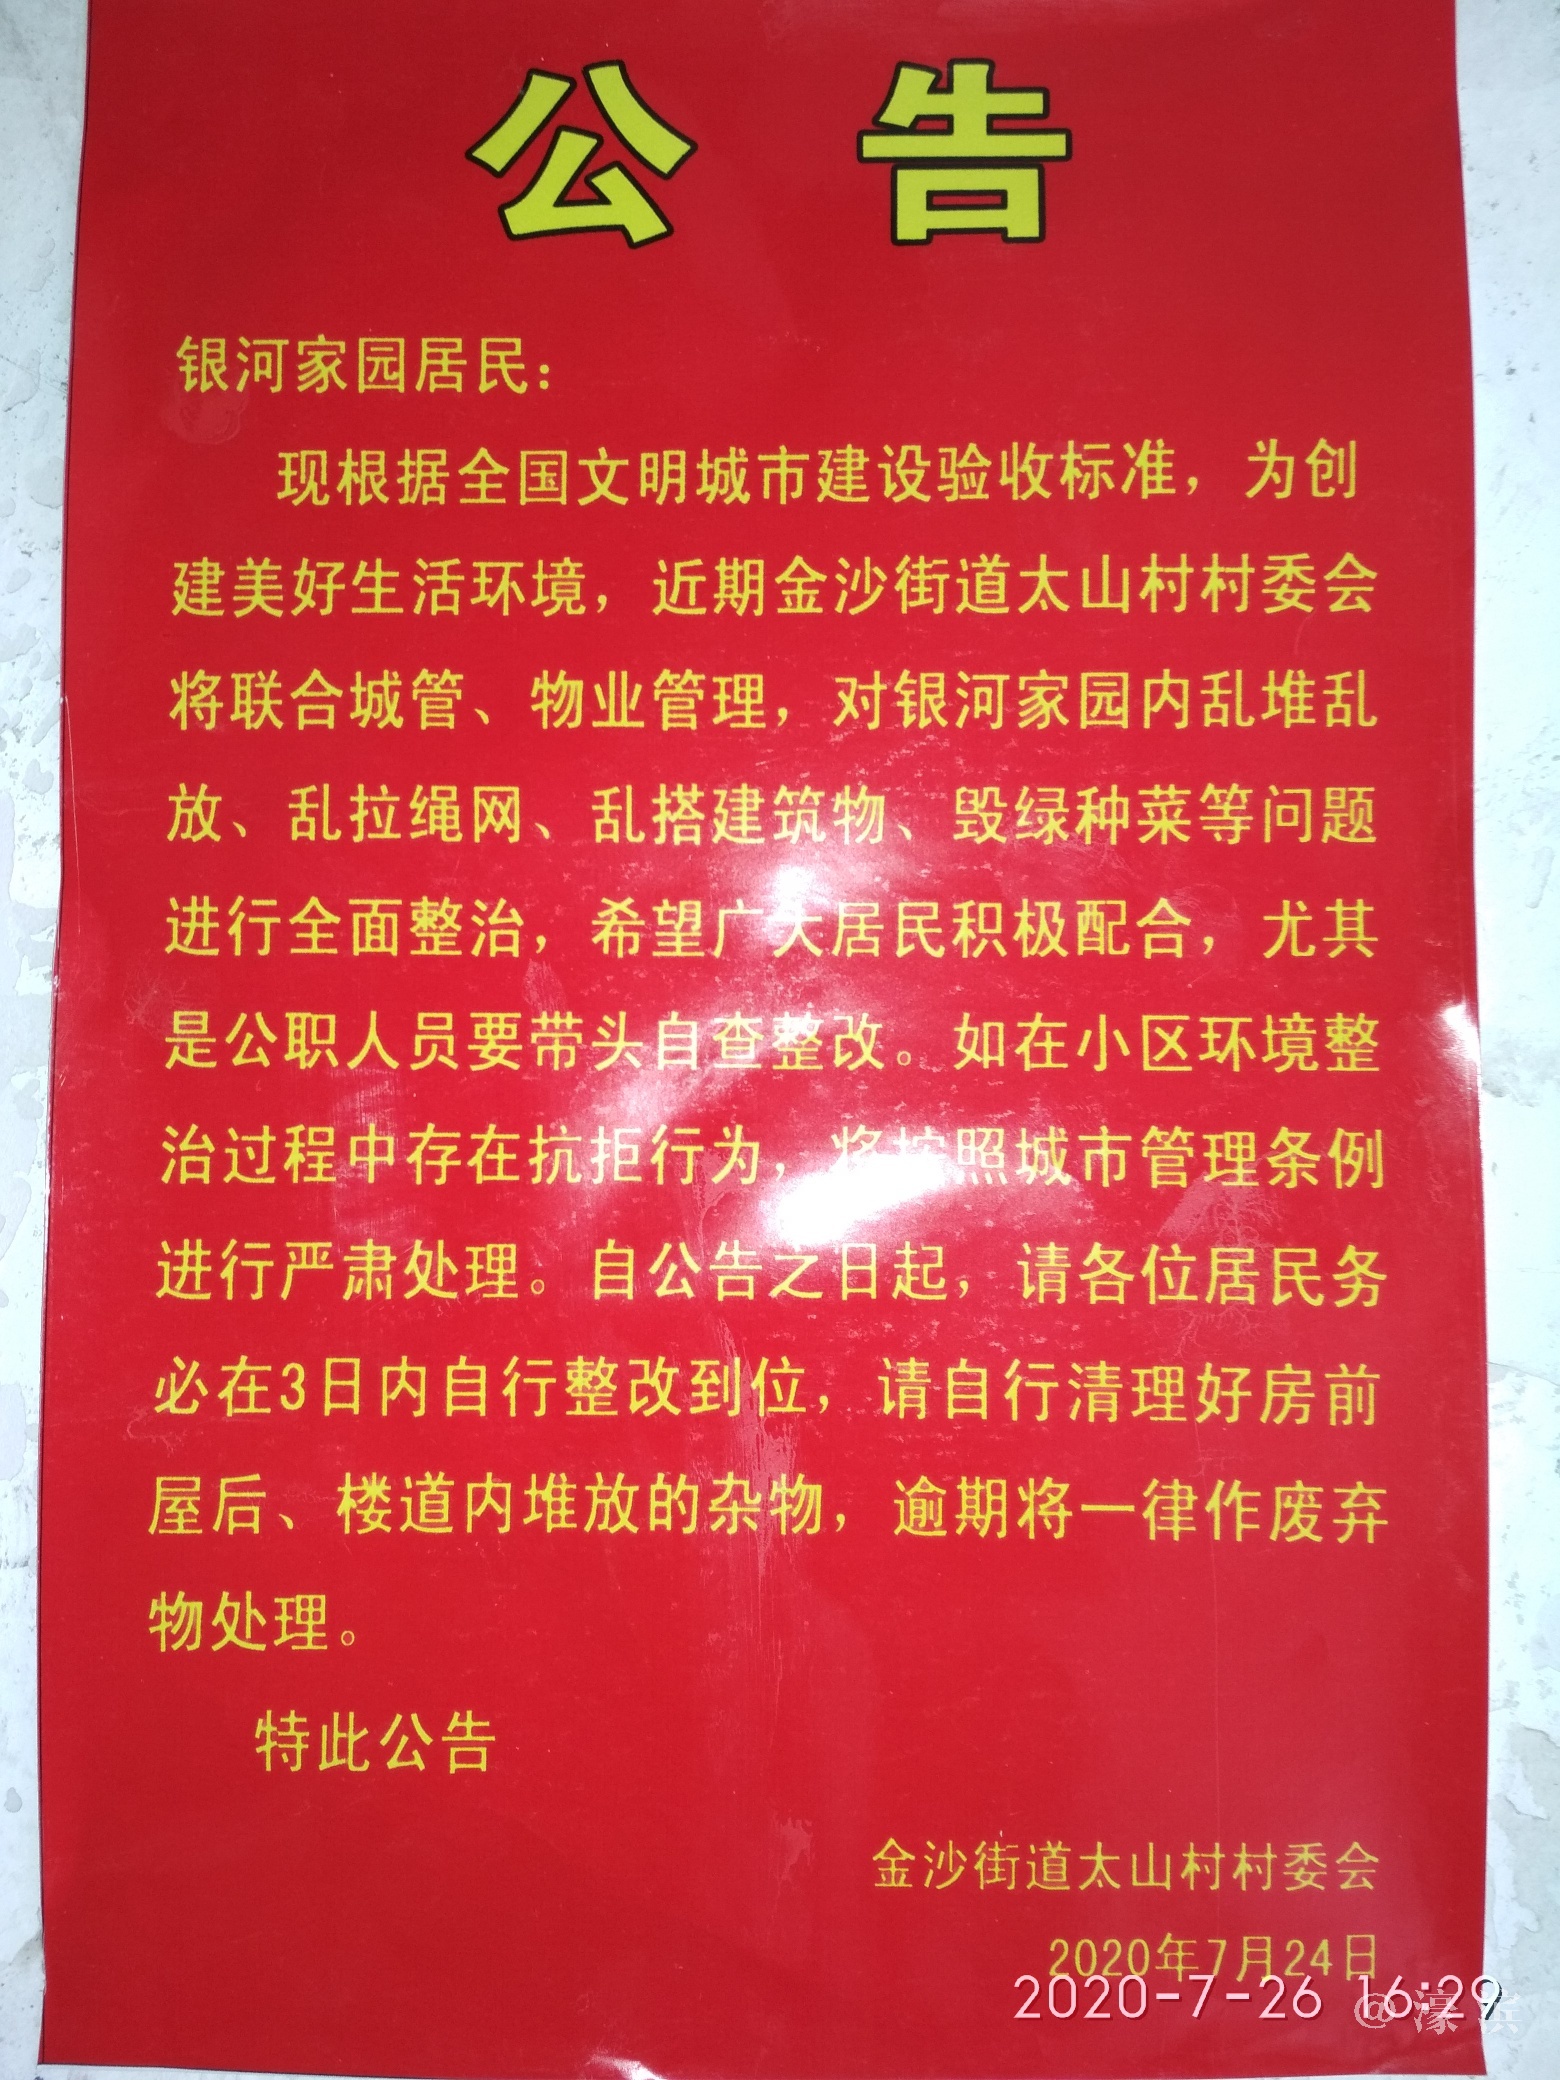 公告
银河家园居民：
现根据全国文明城市建设验收标准，为创
建美好生活环境，近期金沙街道太山村村委会
将联合城管、物业管理，对银河家园内乱堆乱
放、乱拉绳网、乱搭建筑物、毁绿种菜等问题
进行全面整治，希望广大居民积极配合，尤其
是公职人员要带头自查整改。如在小区环境整
治过程中存在抗拒行为，将按照城市管理条例
进行严肃处理。自公告之日起，请各位居民务
必在3日内自行整改到位，请自行清理好房前
屋后、楼道内堆放的杂物，逾期将一律作废弃
物处理。
特此公告
金沙街道太山村村委会
2020年7月24日
2020-7-26 16:29
@濠滨